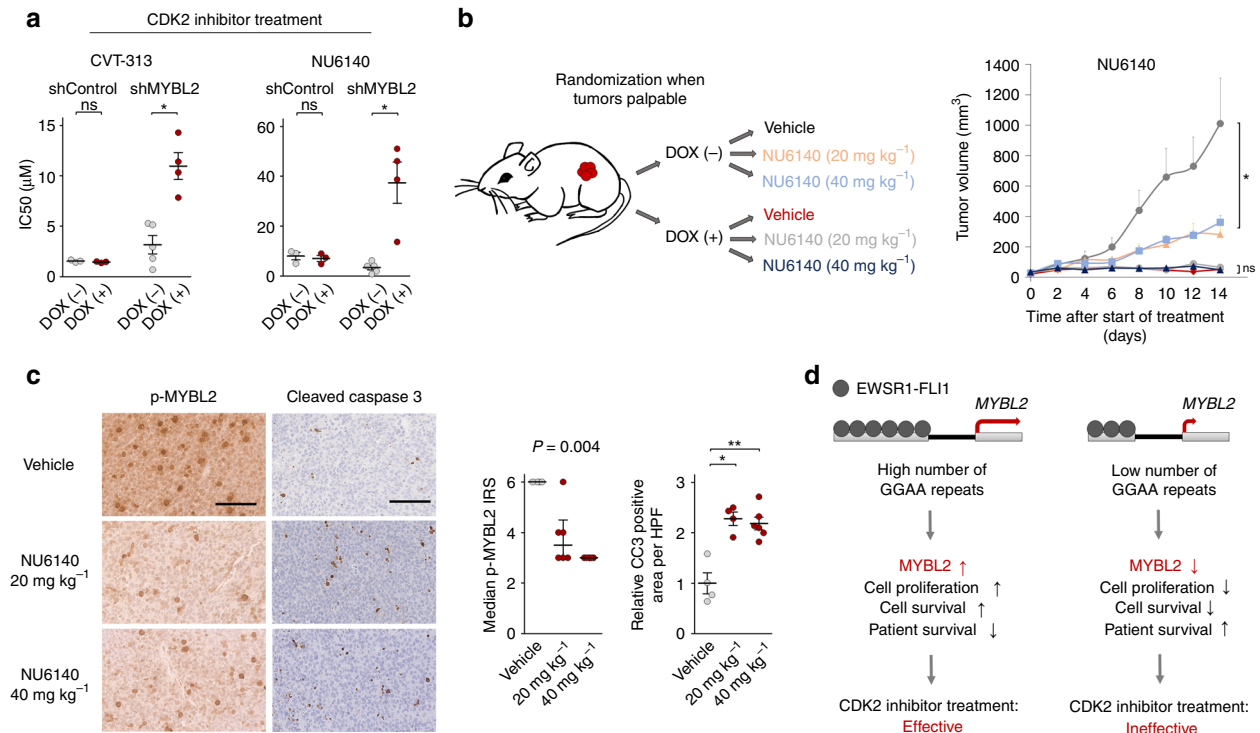 a
CDK2 inhibitor treatment
CVT-313
NU6140
shControl
shMYBL2
shControl
shMYBL2
ns
*
ns
*
IC50 (μM)
15
10
5
0
60
40
20
0
DOX (–)
DOX (+)
DOX (–)
DOX (+)
DOX (–)
DOX (+)
DOX (–)
DOX (+)
b
Randomization when
tumors palpable
DOX (–)
Vehicle
NU6140 (20 mg kg⁻¹)
NU6140 (40 mg kg⁻¹)
DOX (+)
Vehicle
NU6140 (20 mg kg⁻¹)
NU6140 (40 mg kg⁻¹)
NU6140
Tumor volume (mm³)
1400
1200
1000
800
600
400
200
0
*
ns
0 2 4 6 8 10 12 14
Time after start of treatment
(days)
c
p-MYBL2
Cleaved caspase 3
Vehicle
NU6140
20 mg kg⁻¹
NU6140
40 mg kg⁻¹
P = 0.004
Median p-MYBL2 IRS
6
4
6
6
Vehicle
20 mg kg⁻¹
40 mg kg⁻¹
**
*
Relative CC3 positive
area per HPF
3
2
1
0
Vehicle
20 mg kg⁻¹
40 mg kg⁻¹
d
EWSR1-FLI1
MYBL2
High number of
GGAA repeats
MYBL2 ↑
Cell proliferation ↑
Cell survival ↑
Patient survival ↓
CDK2 inhibitor treatment:
Effective
MYBL2
Low number of
GGAA repeats
MYBL2 ↓
Cell proliferation ↓
Cell survival ↓
Patient survival ↑
CDK2 inhibitor treatment:
Ineffective